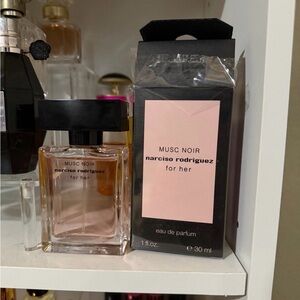 MUSC NOIR
narciso rodriguez
for her
MUSC NOIR
narciso rodriguez
for her
eau de parfum
1 fl.oz. e 30 ml